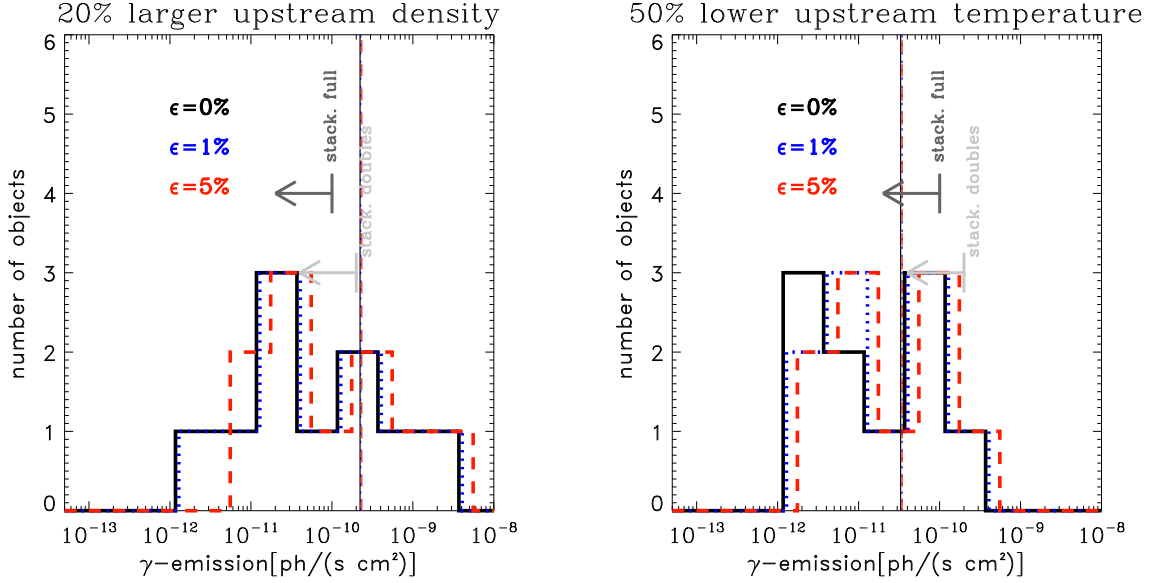 20% larger upstream density
6
5
4
3
2
1
0
number of objects
ϵ=0%
ϵ=1%
ϵ=5%
stack. full
stack. doubles
10⁻¹³
10⁻¹²
10⁻¹¹
10⁻¹⁰
10⁻⁹
10⁻⁸
γ-emission[ph/(s cm²)]
50% lower upstream temperature
6
5
4
3
2
1
0
number of objects
ϵ=0%
ϵ=1%
ϵ=5%
stack. full
stack. doubles
10⁻¹³
10⁻¹²
10⁻¹¹
10⁻¹⁰
10⁻⁹
10⁻⁸
γ-emission[ph/(s cm²)]